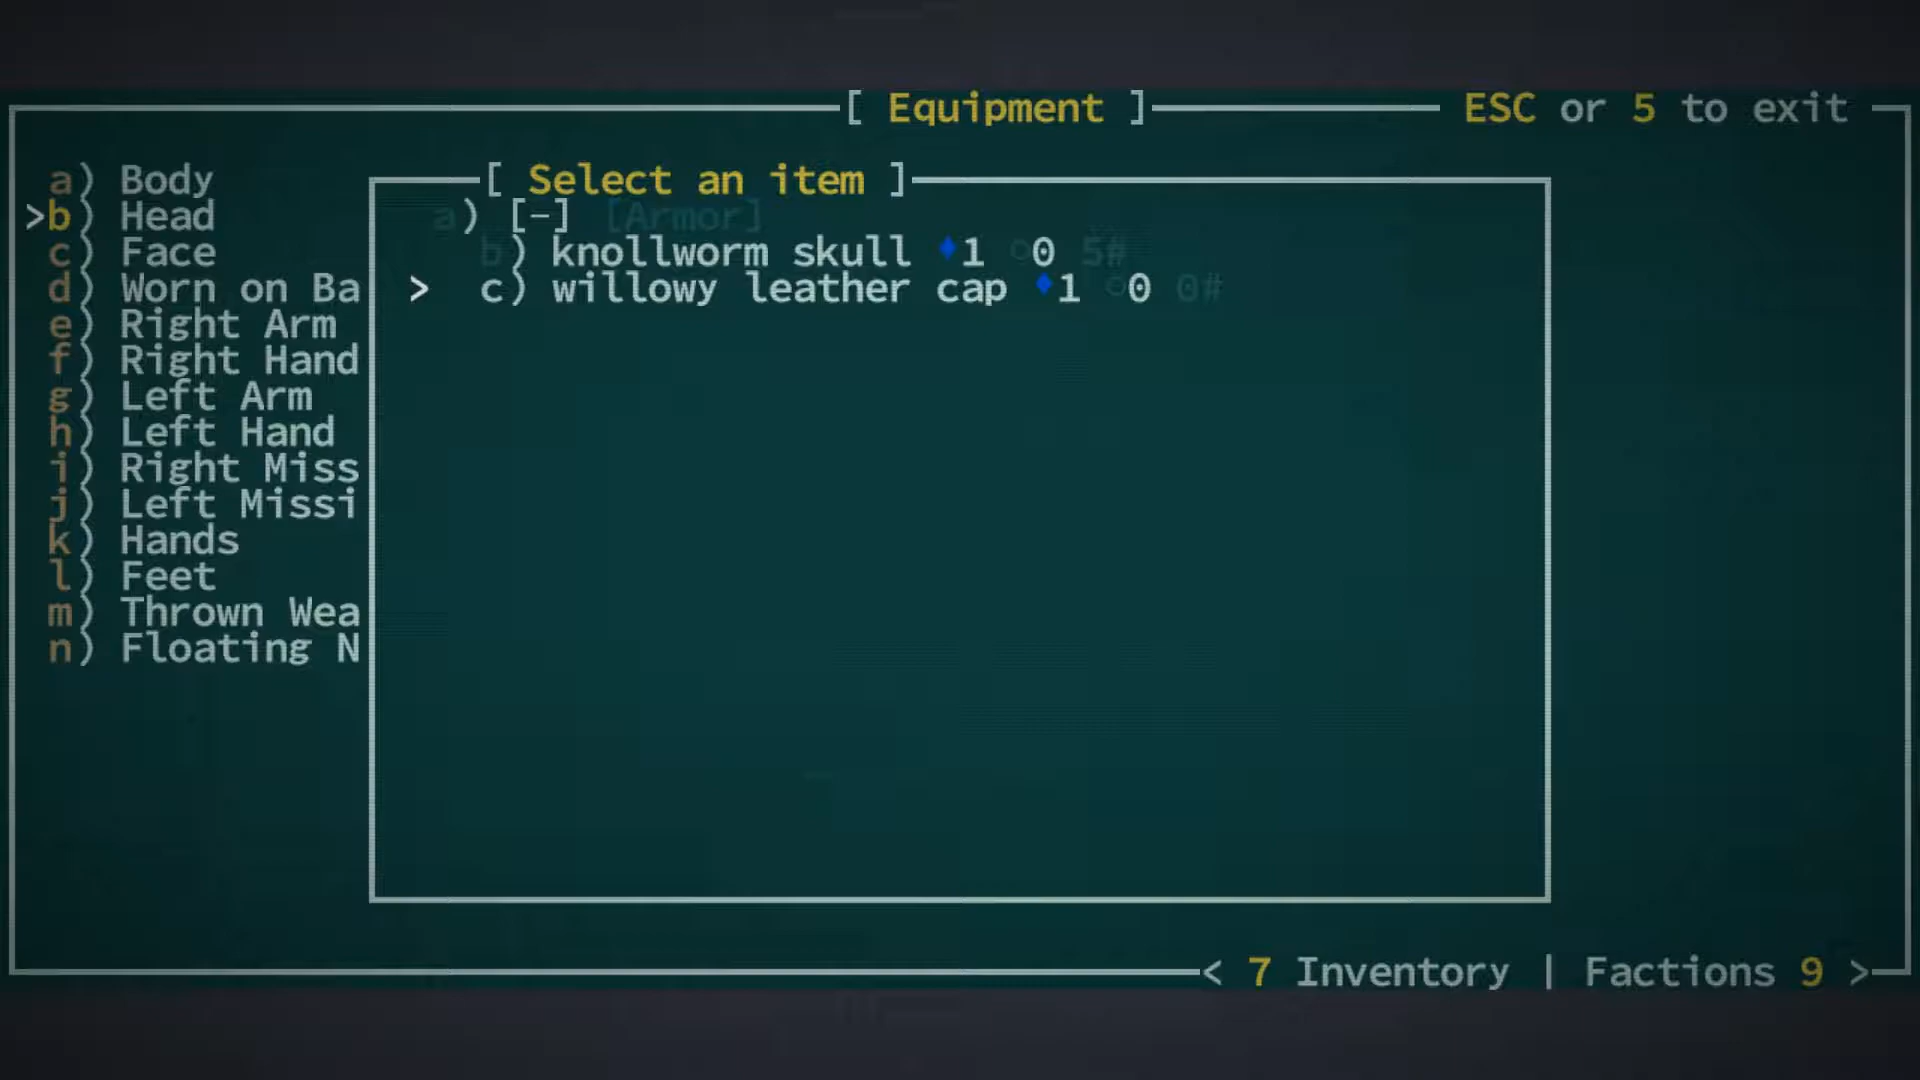 [ Equipment ] ESC or 5 to exit
[ Select an item ]
a) Body
>b) Head
c) Face
d) Worn on Ba
e) Right Arm
f) Right Hand
g) Left Arm
h) Left Hand
i) Right Miss
j) Left Missi
k) Hands
l) Feet
m) Thrown Wea
n) Floating N
a) [-] [Armor]
b) knollworm skull ♦1 ○0 5#
> c) willowy leather cap ♦1 ○0 0#
< 7 Inventory | Factions 9 >